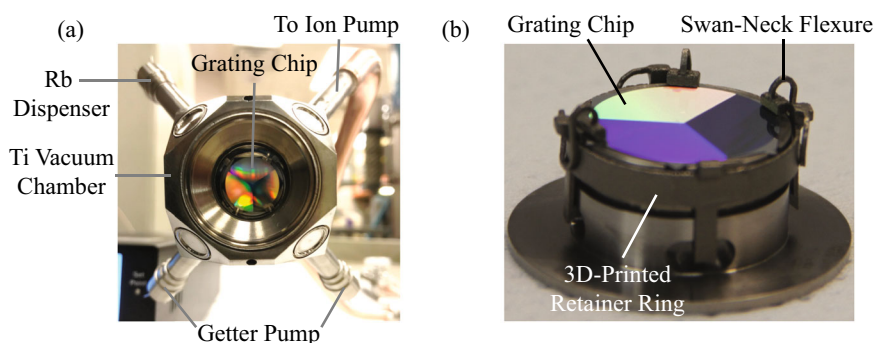 (a)
To Ion Pump
Grating Chip
Rb
Dispenser
Ti Vacuum
Chamber
Getter Pump
(b)
Grating Chip
Swan-Neck Flexure
3D-Printed
Retainer Ring